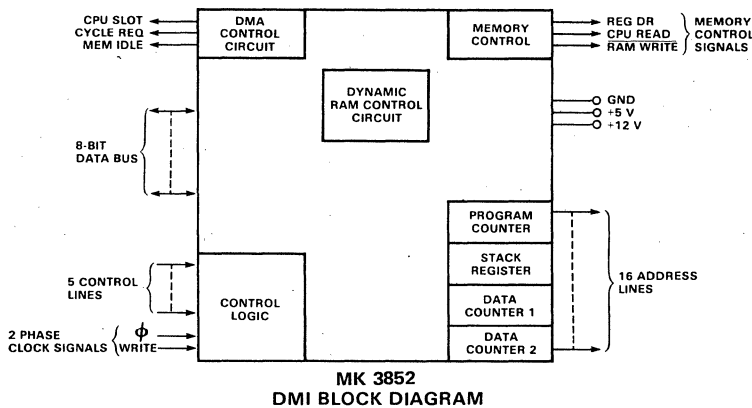 CPU SLOT
CYCLE REQ
MEM IDLE
DMA
CONTROL
CIRCUIT
MEMORY
CONTROL
REG DR
CPU READ
RAM WRITE
MEMORY
CONTROL
SIGNALS
DYNAMIC
RAM CONTROL
CIRCUIT
GND
+5 V
+12 V
8-BIT
DATA BUS
PROGRAM
COUNTER
STACK
REGISTER
DATA
COUNTER 1
DATA
COUNTER 2
16 ADDRESS
LINES
5 CONTROL
LINES
CONTROL
LOGIC
2 PHASE
CLOCK SIGNALS
ϕ
WRITE
MK 3852
DMI BLOCK DIAGRAM